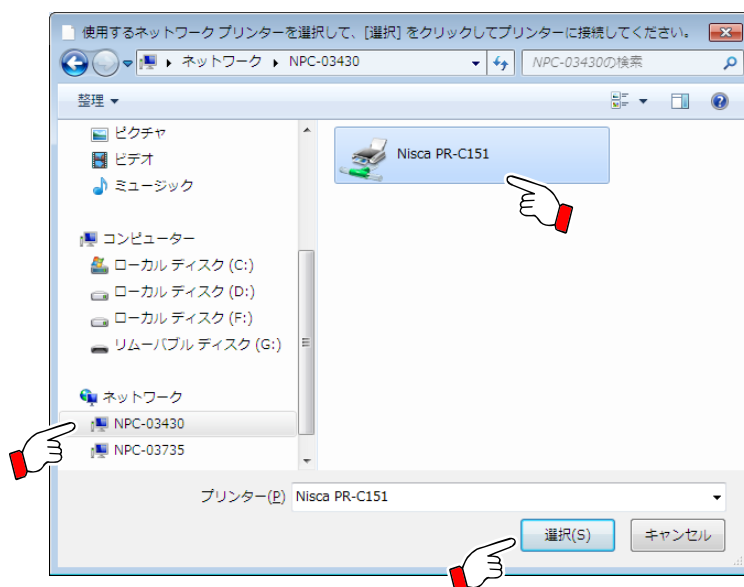 使用するネットワーク プリンターを選択して、[選択] をクリックしてプリンターに接続してください。
ネットワーク NPC-03430
NPC-03430の検索
整理
ピクチャ
ビデオ
ミュージック
コンピューター
ローカル ディスク (C:)
ローカル ディスク (D:)
ローカル ディスク (F:)
リムーバブル ディスク (G:)
ネットワーク
NPC-03430
NPC-03735
Nisca PR-C151
プリンター(P) Nisca PR-C151
選択(S) キャンセル